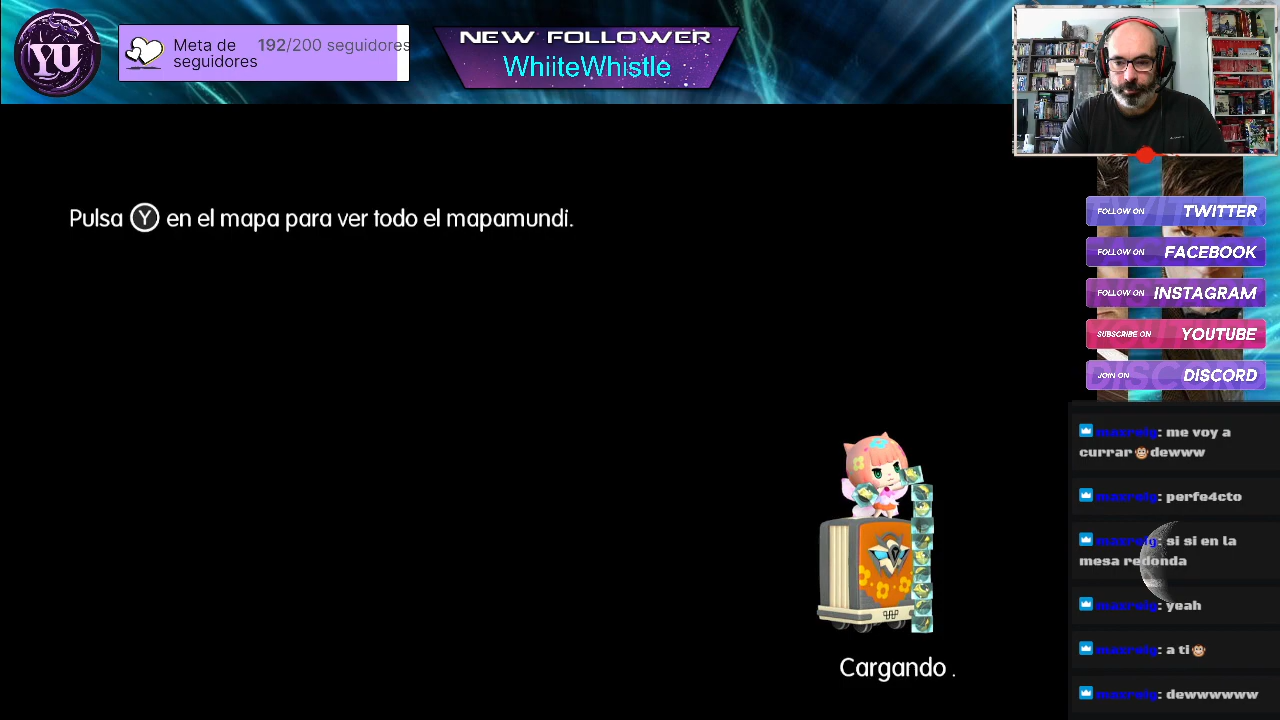 YU
Meta de seguidores
192/200 seguidores
NEW FOLLOWER
WhiiteWhistle
Pulsa Y en el mapa para ver todo el mapamundi.
FOLLOW ON TWITTER
FOLLOW ON FACEBOOK
FOLLOW ON INSTAGRAM
SUBSCRIBE ON YOUTUBE
JOIN ON DISCORD
: me voy a
currar🐵dewww
: perfe4cto
: si si en la
mesa redonda
: yeah
: a ti🐵
: dewwwwww
Cargando .